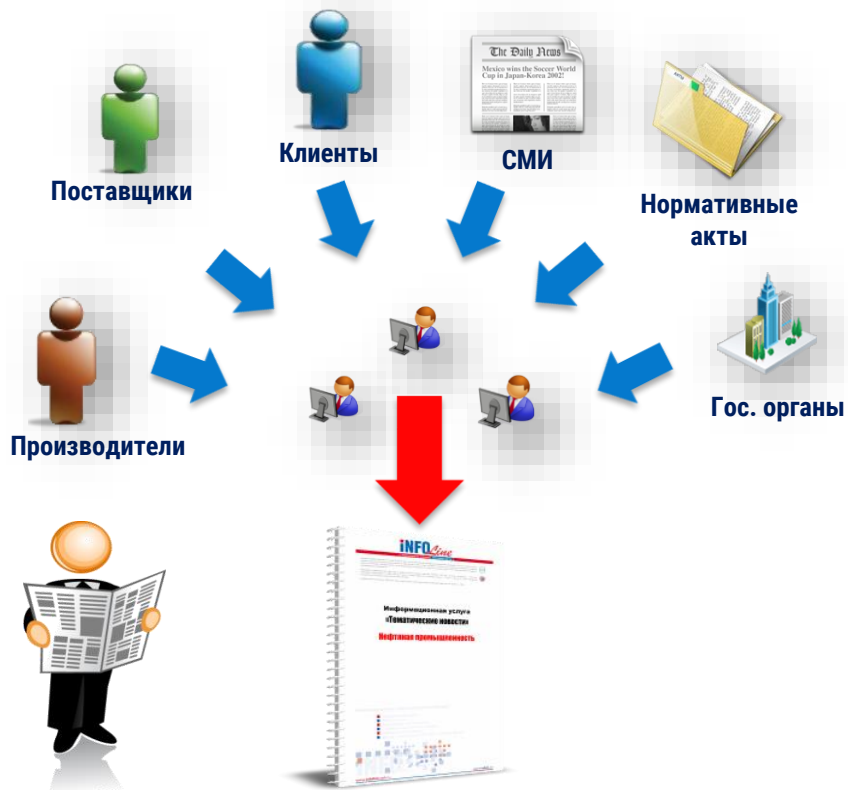 The Daily News
Mexico wins the Soccer World
Cup in Japan-Korea 2002!
Клиенты
СМИ
Поставщики
Нормативные
акты
Гос. органы
Производители
iNFOLine
Информационная услуга
«Тематические новости»
Нефтяная промышленность